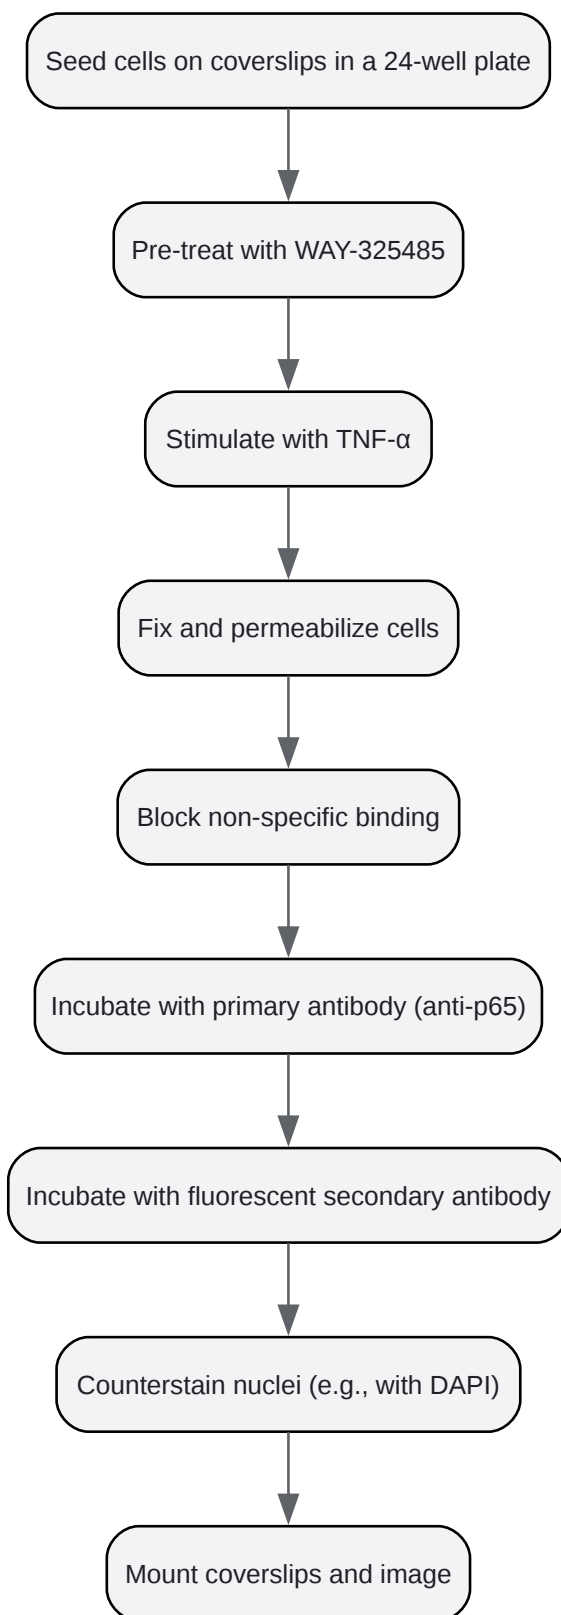 Seed cells on coverslips in a 24-well plate
Pre-treat with WAY-325485
Stimulate with TNF-α
Fix and permeabilize cells
Block non-specific binding
Incubate with primary antibody (anti-p65)
Incubate with fluorescent secondary antibody
Counterstain nuclei (e.g., with DAPI)
Mount coverslips and image